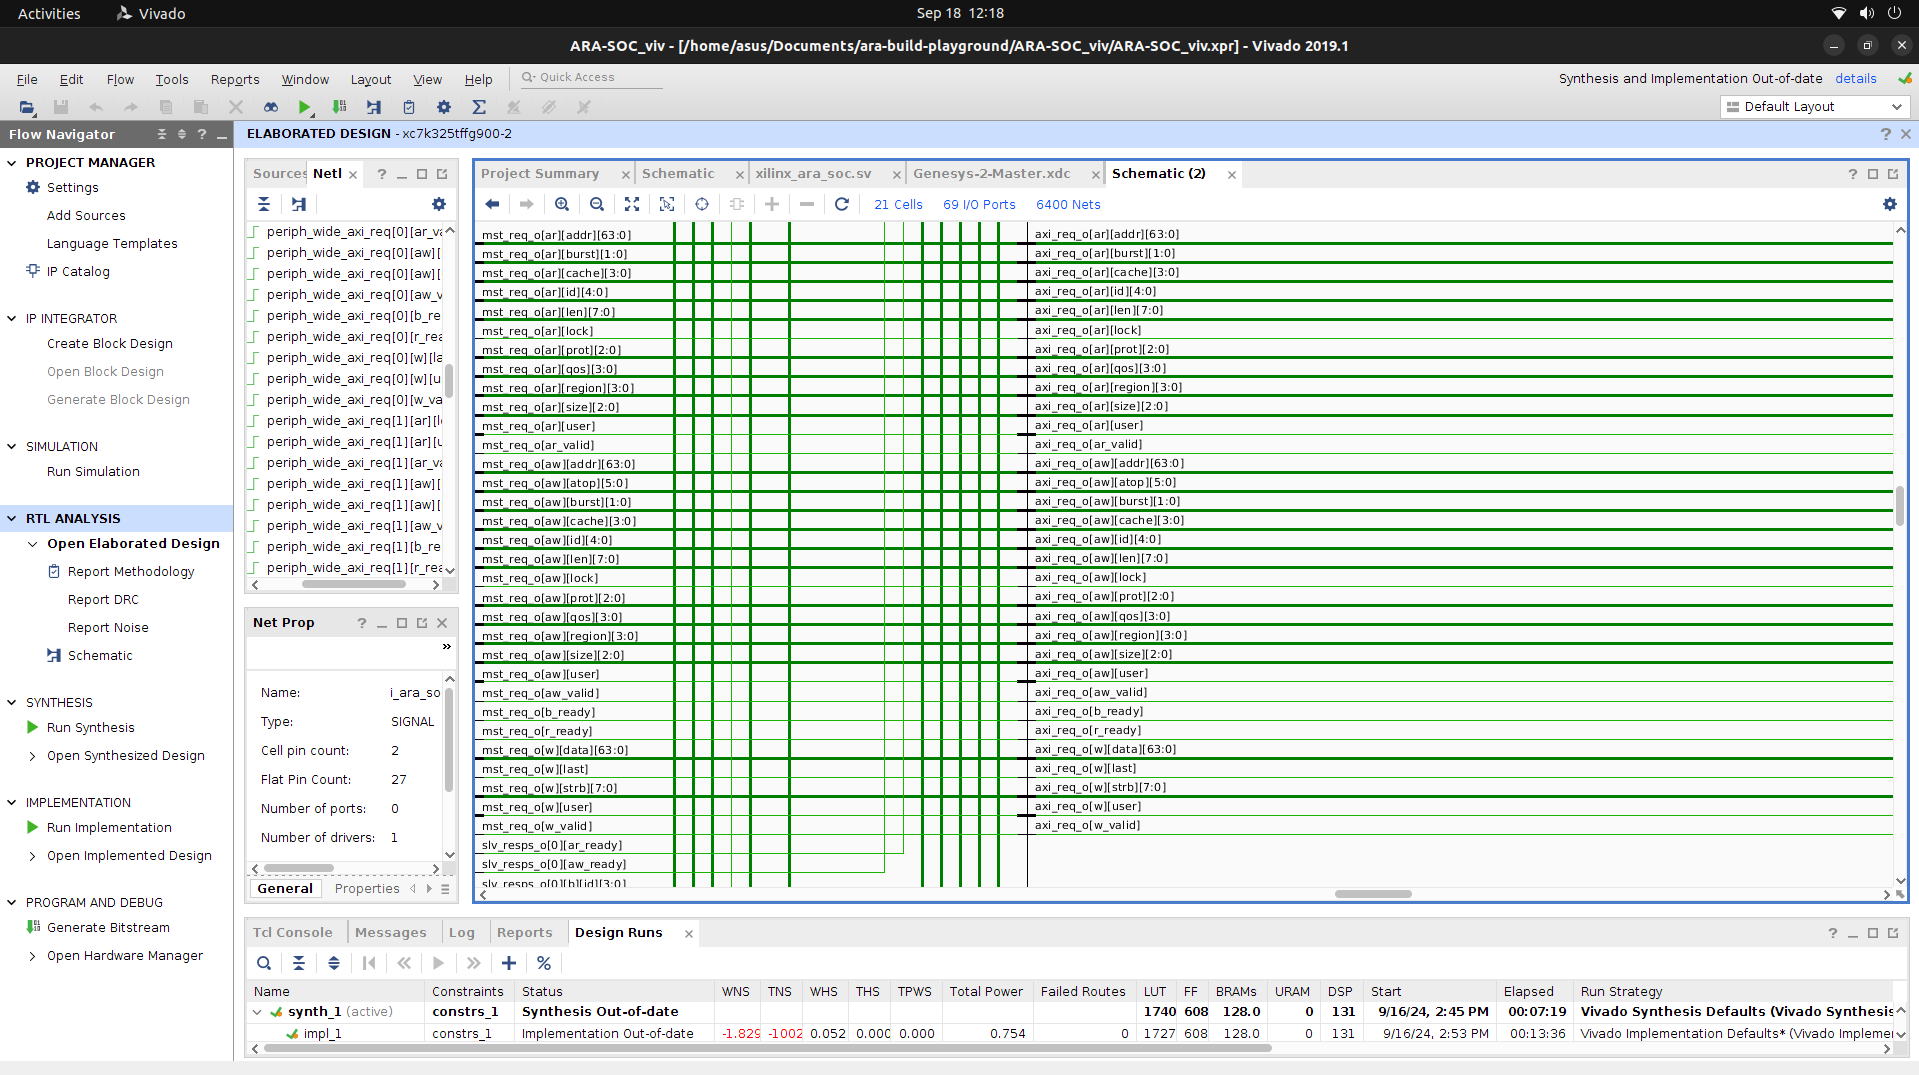 Activities
Vivado
Sep 18 12:18
ARA-SOC_viv - [/home/asus/Documents/ara-build-playground/ARA-SOC_viv/ARA-SOC_viv.xpr] - Vivado 2019.1
File Edit Flow Tools Reports Window Layout View Help
Quick Access
Synthesis and Implementation Out-of-date details
Default Layout
Flow Navigator
ELABORATED DESIGN - xc7k325tffg900-2
PROJECT MANAGER
Settings
Add Sources
Language Templates
IP Catalog
IP INTEGRATOR
Create Block Design
Open Block Design
Generate Block Design
SIMULATION
Run Simulation
RTL ANALYSIS
Open Elaborated Design
Report Methodology
Report DRC
Report Noise
Schematic
SYNTHESIS
Run Synthesis
Open Synthesized Design
IMPLEMENTATION
Run Implementation
Open Implemented Design
PROGRAM AND DEBUG
Generate Bitstream
Open Hardware Manager
Sources Netl
periph_wide_axi_req[0][ar_va
periph_wide_axi_req[0][aw][
periph_wide_axi_req[0][aw][
periph_wide_axi_req[0][aw_v
periph_wide_axi_req[0][b_re
periph_wide_axi_req[0][r_rea
periph_wide_axi_req[0][w][la
periph_wide_axi_req[0][w][u
periph_wide_axi_req[0][w_va
periph_wide_axi_req[1][ar][l
periph_wide_axi_req[1][ar][u
periph_wide_axi_req[1][ar_va
periph_wide_axi_req[1][aw][
periph_wide_axi_req[1][aw][
periph_wide_axi_req[1][aw_v
periph_wide_axi_req[1][b_re
periph_wide_axi_req[1][r_rea
Net Prop
Name: i_ara_so
Type: SIGNAL
Cell pin count: 2
Flat Pin Count: 27
Number of ports: 0
Number of drivers: 1
General Properties
Project Summary
Schematic
xilinx_ara_soc.sv
Genesys-2-Master.xdc
Schematic (2)
21 Cells 69 I/O Ports 6400 Nets
mst_req_o[ar][addr][63:0]
mst_req_o[ar][burst][1:0]
mst_req_o[ar][cache][3:0]
mst_req_o[ar][id][4:0]
mst_req_o[ar][len][7:0]
mst_req_o[ar][lock]
mst_req_o[ar][prot][2:0]
mst_req_o[ar][qos][3:0]
mst_req_o[ar][region][3:0]
mst_req_o[ar][size][2:0]
mst_req_o[ar][user]
mst_req_o[ar_valid]
mst_req_o[aw][addr][63:0]
mst_req_o[aw][atop][5:0]
mst_req_o[aw][burst][1:0]
mst_req_o[aw][cache][3:0]
mst_req_o[aw][id][4:0]
mst_req_o[aw][len][7:0]
mst_req_o[aw][lock]
mst_req_o[aw][prot][2:0]
mst_req_o[aw][qos][3:0]
mst_req_o[aw][region][3:0]
mst_req_o[aw][size][2:0]
mst_req_o[aw][user]
mst_req_o[aw_valid]
mst_req_o[b_ready]
mst_req_o[r_ready]
mst_req_o[w][data][63:0]
mst_req_o[w][last]
mst_req_o[w][strb][7:0]
mst_req_o[w][user]
mst_req_o[w_valid]
slv_resps_o[0][ar_ready]
slv_resps_o[0][aw_ready]
slv_resps_o[0][b][id][3:0]
axi_req_o[ar][addr][63:0]
axi_req_o[ar][burst][1:0]
axi_req_o[ar][cache][3:0]
axi_req_o[ar][id][4:0]
axi_req_o[ar][len][7:0]
axi_req_o[ar][lock]
axi_req_o[ar][prot][2:0]
axi_req_o[ar][qos][3:0]
axi_req_o[ar][region][3:0]
axi_req_o[ar][size][2:0]
axi_req_o[ar][user]
axi_req_o[ar_valid]
axi_req_o[aw][addr][63:0]
axi_req_o[aw][atop][5:0]
axi_req_o[aw][burst][1:0]
axi_req_o[aw][cache][3:0]
axi_req_o[aw][id][4:0]
axi_req_o[aw][len][7:0]
axi_req_o[aw][lock]
axi_req_o[aw][prot][2:0]
axi_req_o[aw][qos][3:0]
axi_req_o[aw][region][3:0]
axi_req_o[aw][size][2:0]
axi_req_o[aw][user]
axi_req_o[aw_valid]
axi_req_o[b_ready]
axi_req_o[r_ready]
axi_req_o[w][data][63:0]
axi_req_o[w][last]
axi_req_o[w][strb][7:0]
axi_req_o[w][user]
axi_req_o[w_valid]
Tcl Console Messages Log Reports Design Runs
Name Constraints Status WNS TNS WHS THS TPWS Total Power Failed Routes LUT FF BRAMs URAM DSP Start Elapsed Run Strategy
synth_1 (active) constrs_1 Synthesis Out-of-date 1740 608 128.0 0 131 9/16/24, 2:45 PM 00:07:19 Vivado Synthesis Defaults (Vivado Synthesis
impl_1 constrs_1 Implementation Out-of-date -1.829 -1002 0.052 0.000 0.000 0.754 0 1727 608 128.0 0 131 9/16/24, 2:53 PM 00:13:36 Vivado Implementation Defaults* (Vivado Implemer